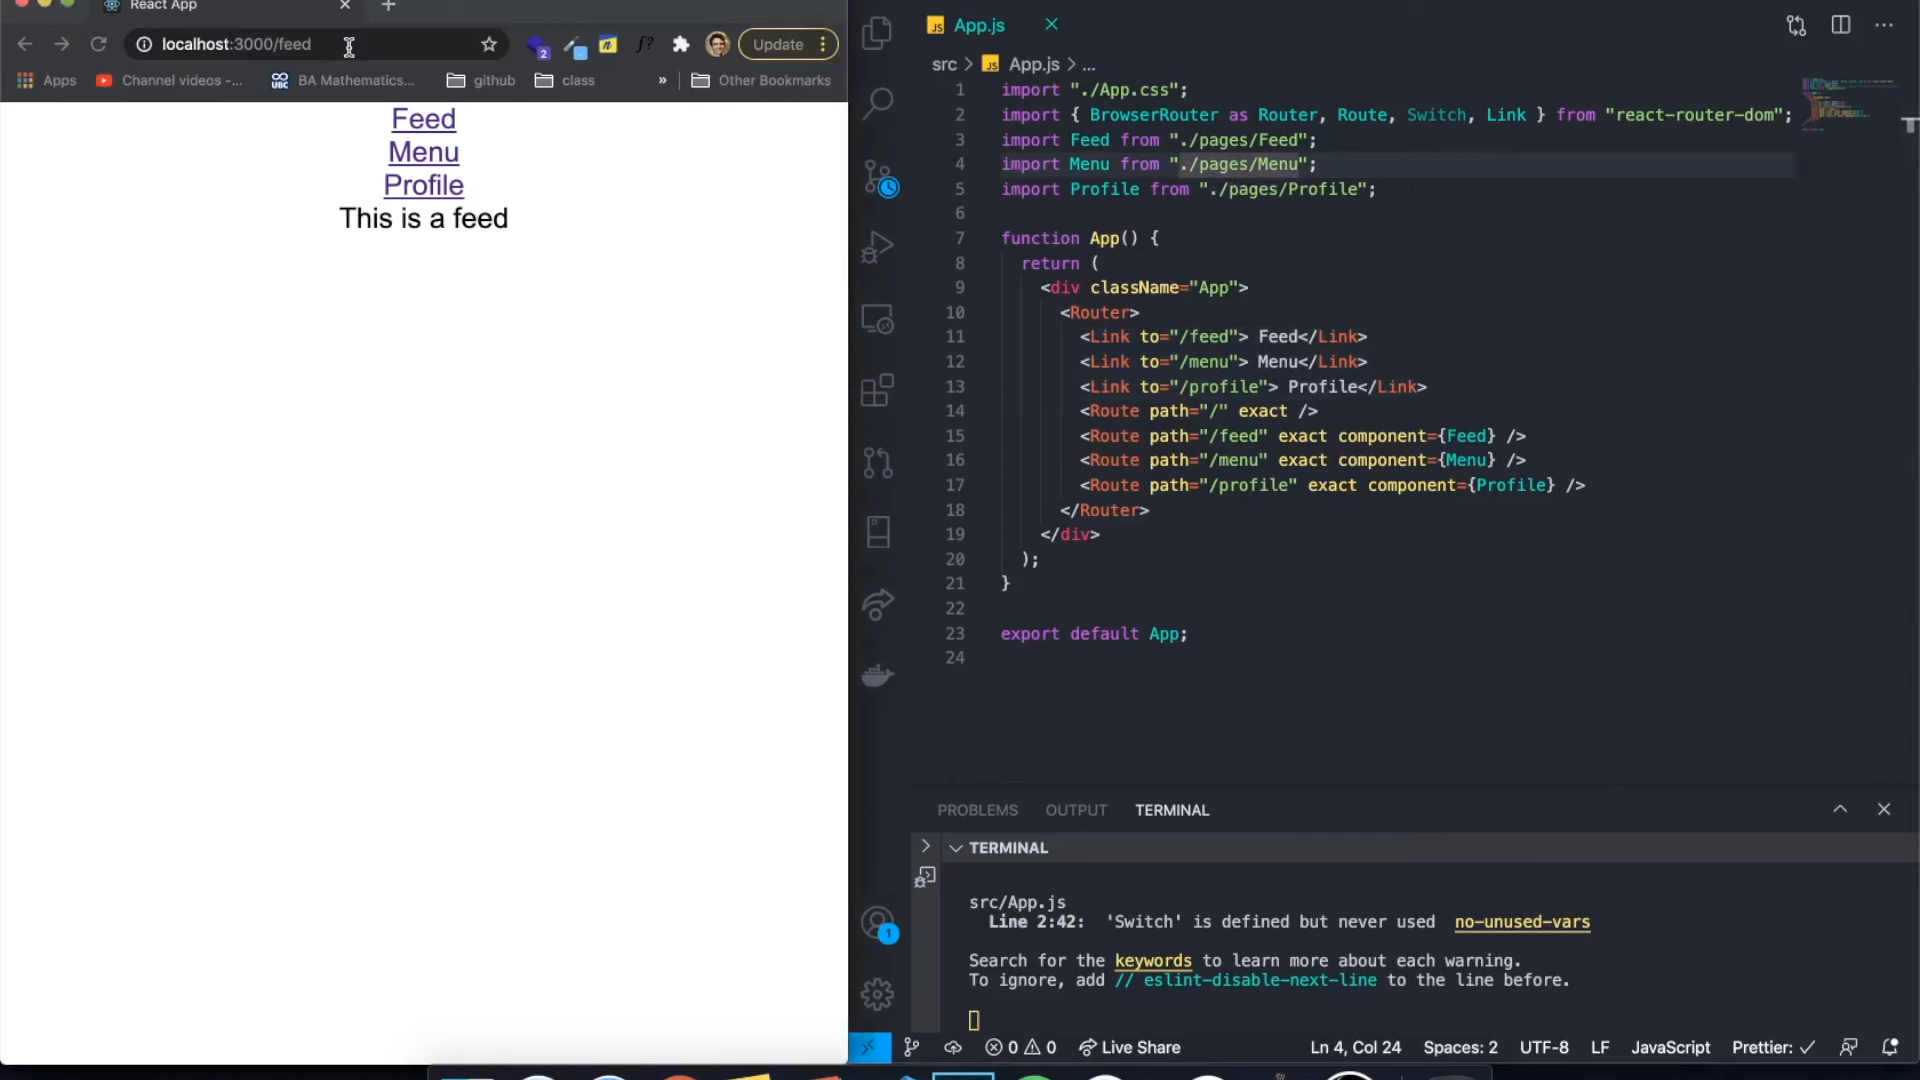 React App
localhost:3000/feed
2
f?
Update
Apps
Channel videos -...
UBC
BA Mathematics...
github
class
»
Other Bookmarks
Feed
Menu
Profile
This is a feed
JS App.js
src > JS App.js > ...
1 import "./App.css";
2 import { BrowserRouter as Router, Route, Switch, Link } from "react-router-dom";
3 import Feed from "./pages/Feed";
4 import Menu from "./pages/Menu";
5 import Profile from "./pages/Profile";
6
7 function App() {
8 return (
9 <div className="App">
10 <Router>
11 <Link to="/feed"> Feed</Link>
12 <Link to="/menu"> Menu</Link>
13 <Link to="/profile"> Profile</Link>
14 <Route path="/" exact />
15 <Route path="/feed" exact component={Feed} />
16 <Route path="/menu" exact component={Menu} />
17 <Route path="/profile" exact component={Profile} />
18 </Router>
19 </div>
20 );
21 }
22
23 export default App;
24
PROBLEMS OUTPUT TERMINAL
TERMINAL
src/App.js
Line 2:42: 'Switch' is defined but never used no-unused-vars
Search for the keywords to learn more about each warning.
To ignore, add // eslint-disable-next-line to the line before.
1
0 0 Live Share
Ln 4, Col 24 Spaces: 2 UTF-8 LF JavaScript Prettier: ✓